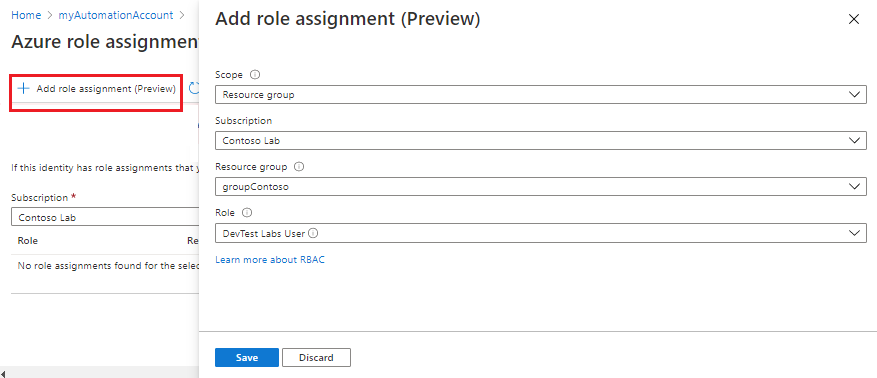 Home > myAutomationAccount >
Azure role assignment
+ Add role assignment (Preview)
If this identity has role assignments that
Subscription *
Contoso Lab
Role Re
No role assignments found for the selec
Add role assignment (Preview)
Scope
Resource group
Subscription
Contoso Lab
Resource group
groupContoso
Role
DevTest Labs User
Learn more about RBAC
Save Discard